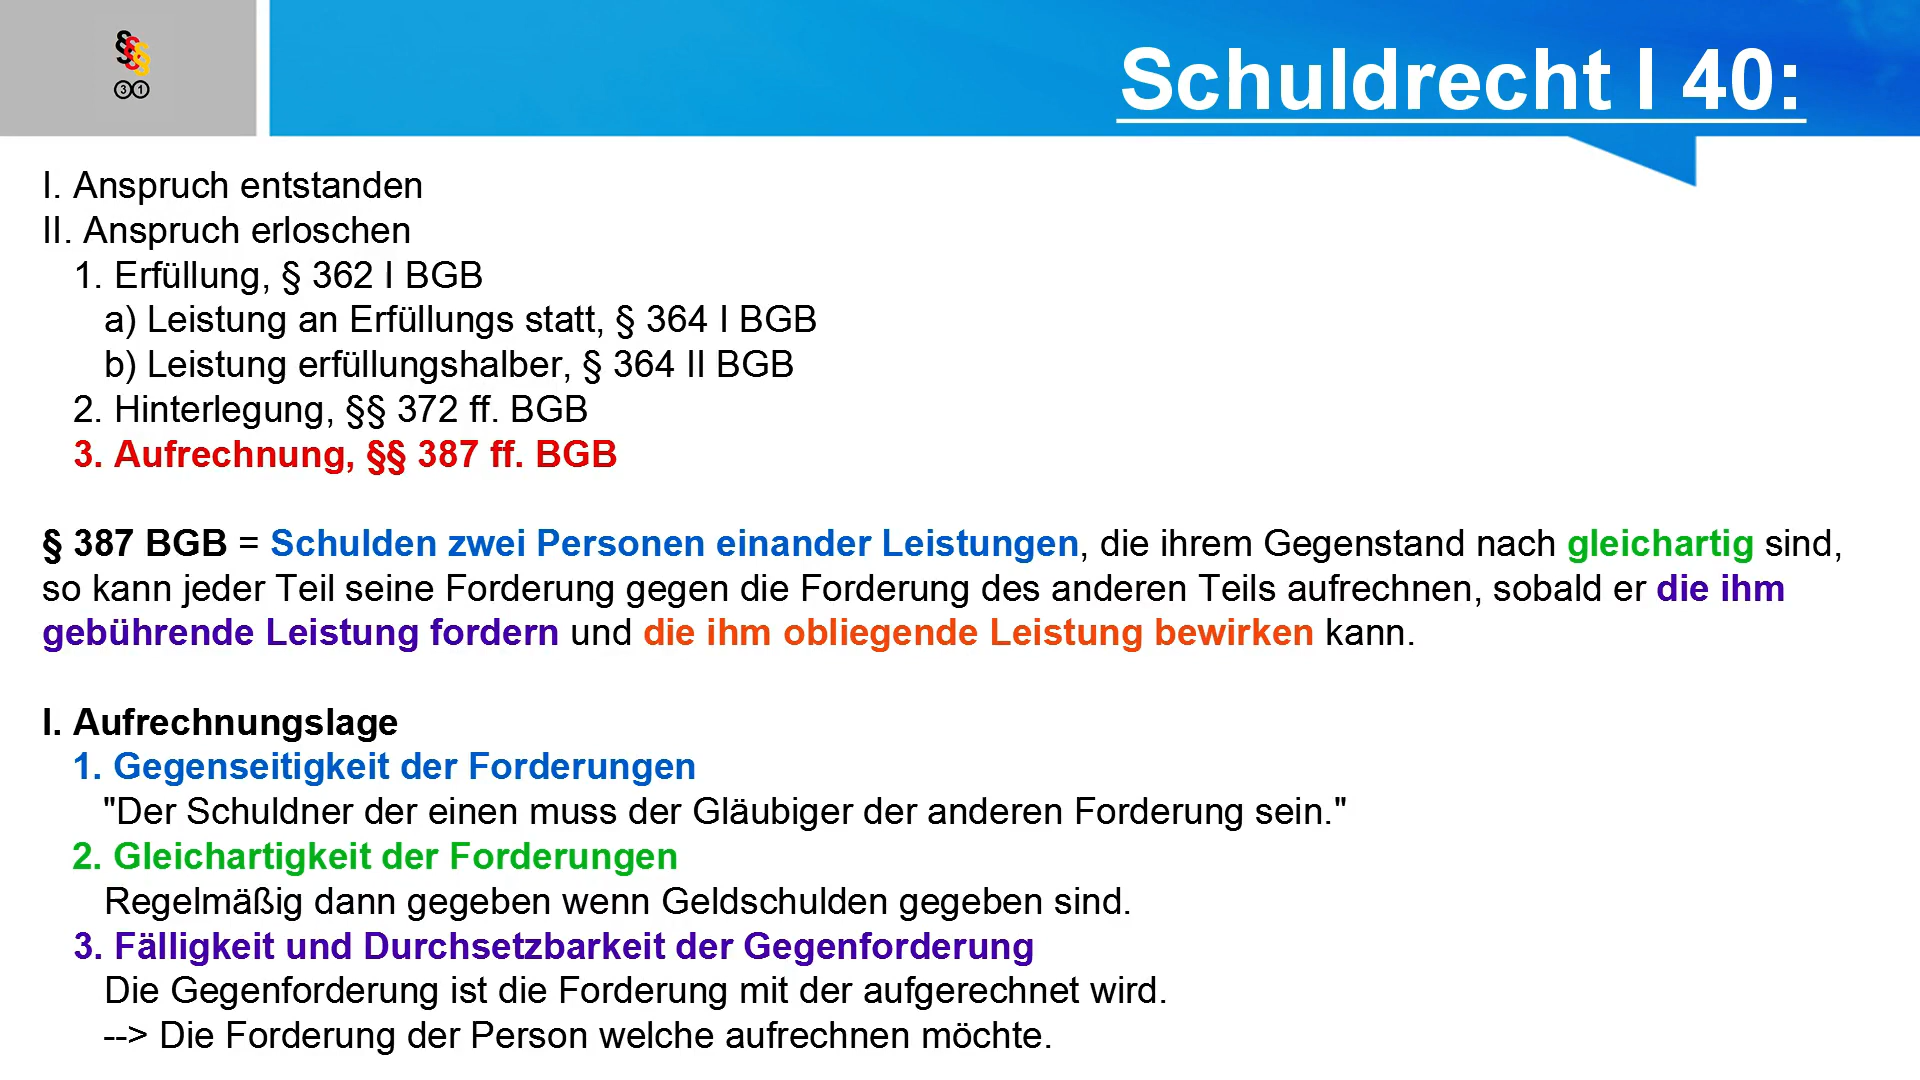 §§§
31
Schuldrecht I 40:
I. Anspruch entstanden
II. Anspruch erloschen
1. Erfüllung, § 362 I BGB
a) Leistung an Erfüllungs statt, § 364 I BGB
b) Leistung erfüllungshalber, § 364 II BGB
2. Hinterlegung, §§ 372 ff. BGB
3. Aufrechnung, §§ 387 ff. BGB
§ 387 BGB = Schulden zwei Personen einander Leistungen, die ihrem Gegenstand nach gleichartig sind,
so kann jeder Teil seine Forderung gegen die Forderung des anderen Teils aufrechnen, sobald er die ihm
gebührende Leistung fordern und die ihm obliegende Leistung bewirken kann.
I. Aufrechnungslage
1. Gegenseitigkeit der Forderungen
"Der Schuldner der einen muss der Gläubiger der anderen Forderung sein."
2. Gleichartigkeit der Forderungen
Regelmäßig dann gegeben wenn Geldschulden gegeben sind.
3. Fälligkeit und Durchsetzbarkeit der Gegenforderung
Die Gegenforderung ist die Forderung mit der aufgerechnet wird.
--> Die Forderung der Person welche aufrechnen möchte.